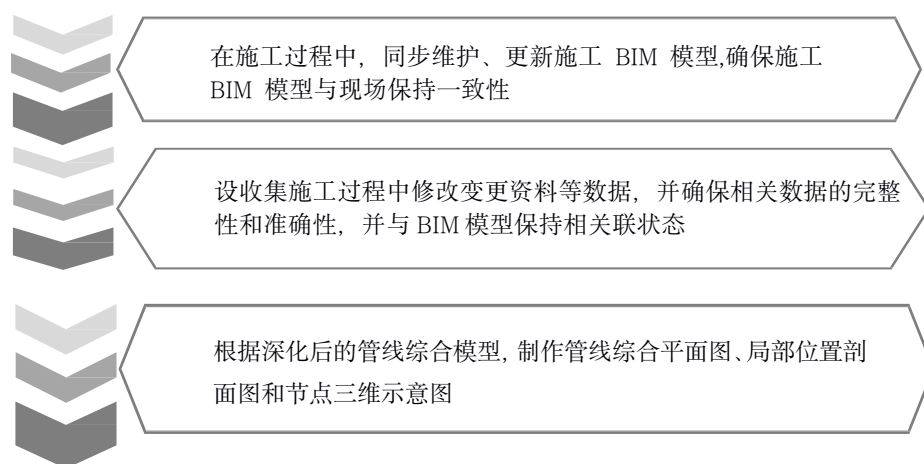 在施工过程中, 同步维护、更新施工 BIM 模型,确保施工
BIM 模型与现场保持一致性
设收集施工过程中修改变更资料等数据, 并确保相关数据的完整
性和准确性, 并与 BIM 模型保持相关联状态
根据深化后的管线综合模型, 制作管线综合平面图、局部位置剖
面图和节点三维示意图